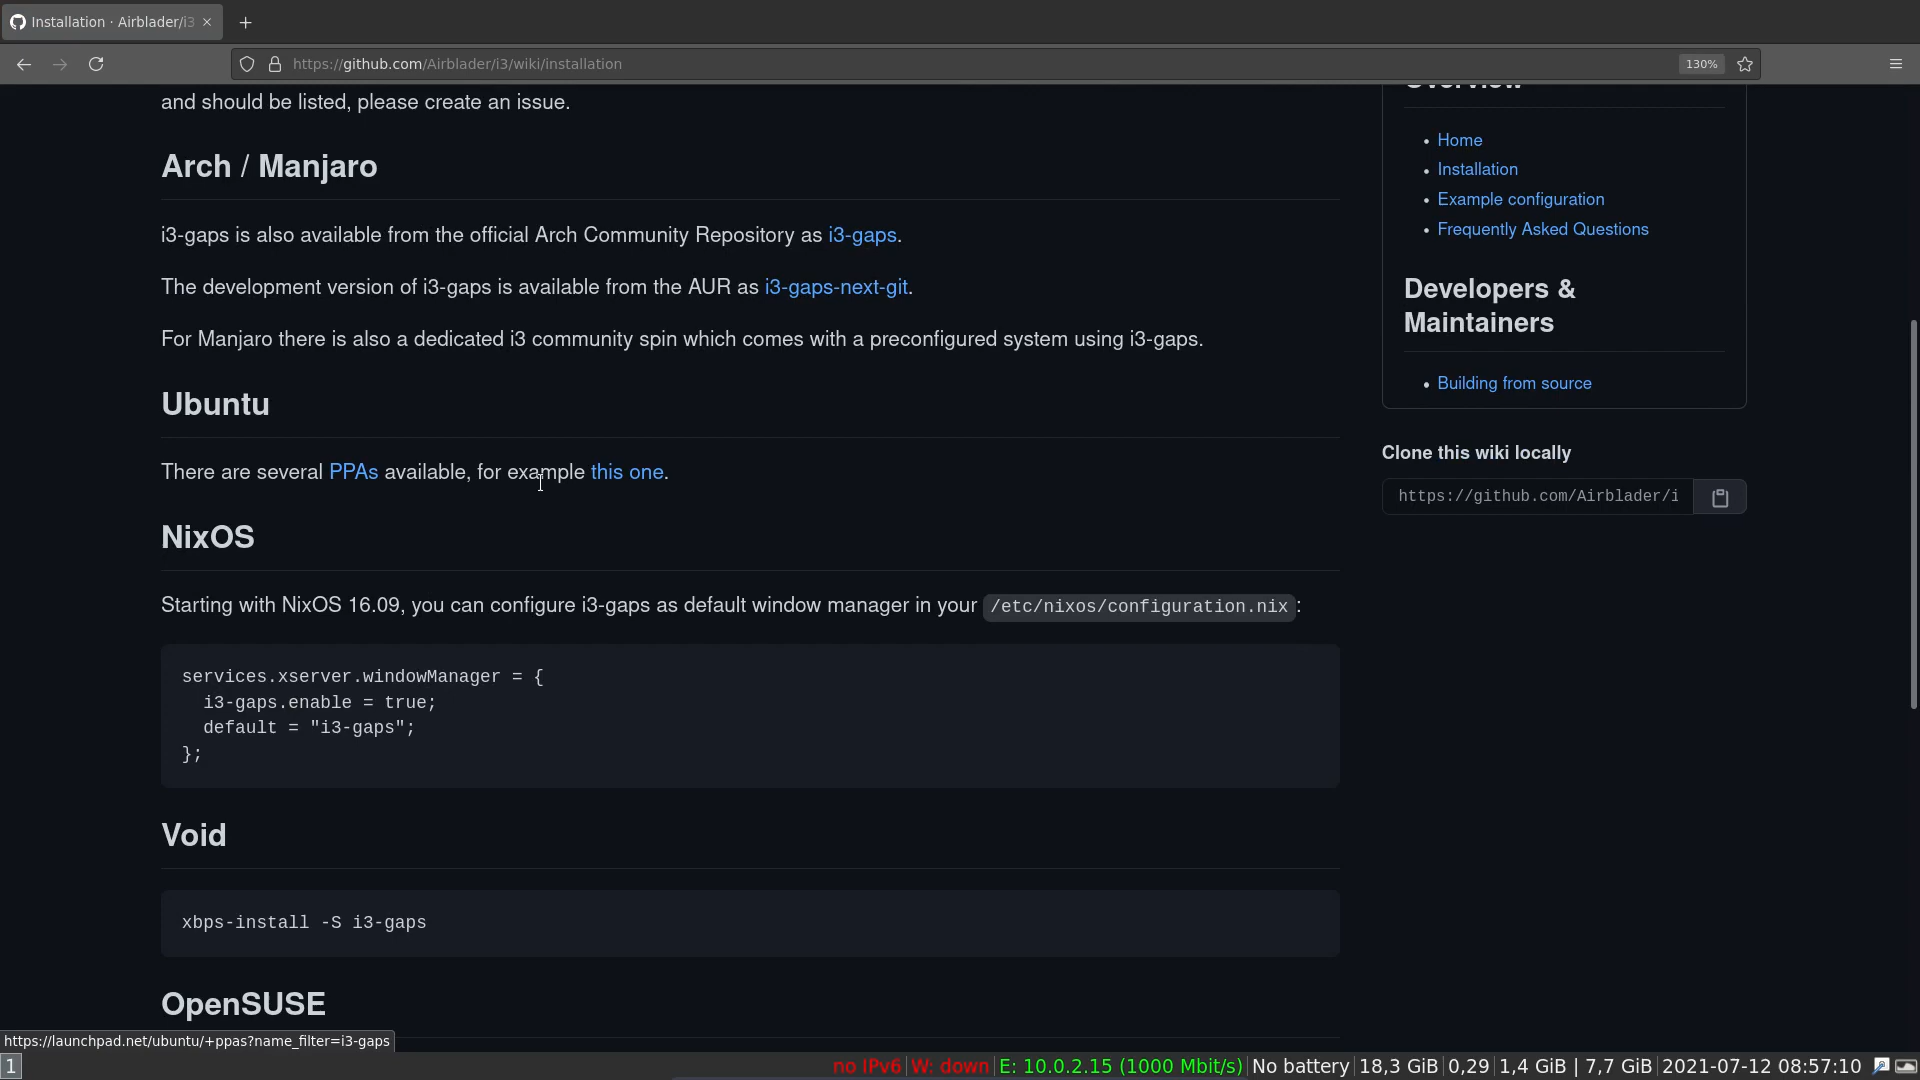 Installation · Airblader/i3
https://github.com/Airblader/i3/wiki/installation
130%
and should be listed, please create an issue.
Arch / Manjaro
i3-gaps is also available from the official Arch Community Repository as i3-gaps.
The development version of i3-gaps is available from the AUR as i3-gaps-next-git.
For Manjaro there is also a dedicated i3 community spin which comes with a preconfigured system using i3-gaps.
Ubuntu
There are several PPAs available, for example this one.
NixOS
Starting with NixOS 16.09, you can configure i3-gaps as default window manager in your /etc/nixos/configuration.nix:
services.xserver.windowManager = {
i3-gaps.enable = true;
default = "i3-gaps";
};
Void
xbps-install -S i3-gaps
OpenSUSE
Overview
• Home
• Installation
• Example configuration
• Frequently Asked Questions
Developers &
Maintainers
• Building from source
Clone this wiki locally
https://github.com/Airblader/i
https://launchpad.net/ubuntu/+ppas?name_filter=i3-gaps
1
no IPv6|W: down|E: 10.0.2.15 (1000 Mbit/s)|No battery|18,3 GiB|0,29|1,4 GiB | 7,7 GiB|2021-07-12 08:57:10